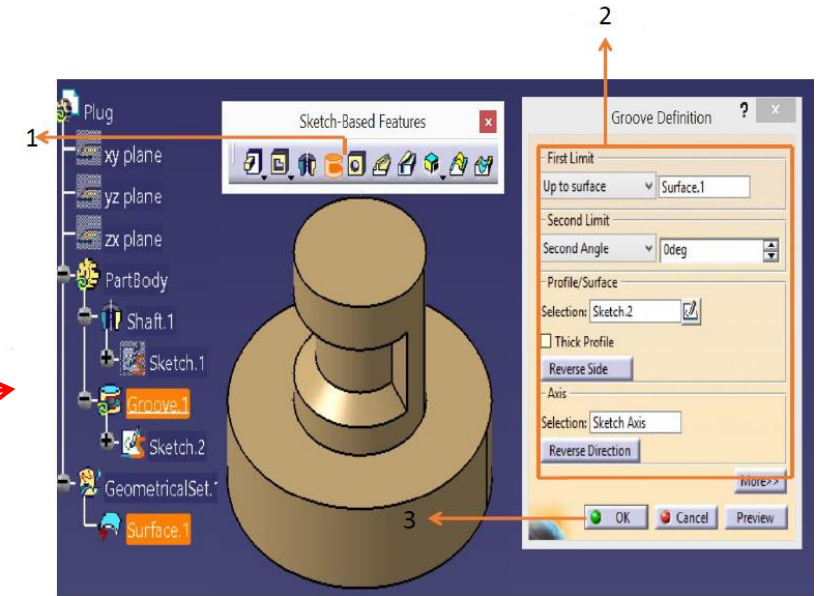 2
Plug
xy plane
yz plane
zx plane
PartBody
Shaft.1
Sketch.1
Groove.1
Sketch.2
GeometricalSet.1
Surface.1
1
Sketch-Based Features
x
Groove Definition ? x
First Limit
Up to surface Surface.1
Second Limit
Second Angle 0deg
Profile/Surface
Selection: Sketch.2
Thick Profile
Reverse Side
Axis
Selection: Sketch Axis
Reverse Direction
More>>
3
OK Cancel Preview